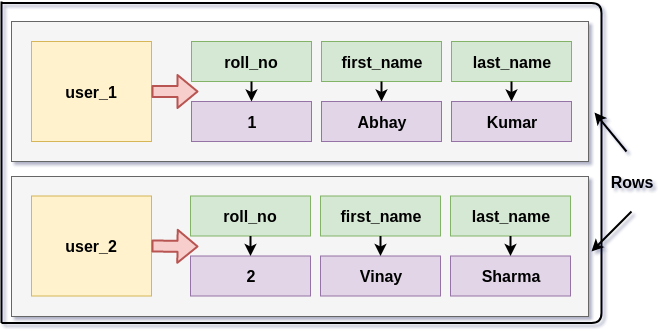 roll_no first_name last_name
user_1
1 Abhay Kumar
Rows
roll_no first_name last_name
user_2
2 Vinay Sharma